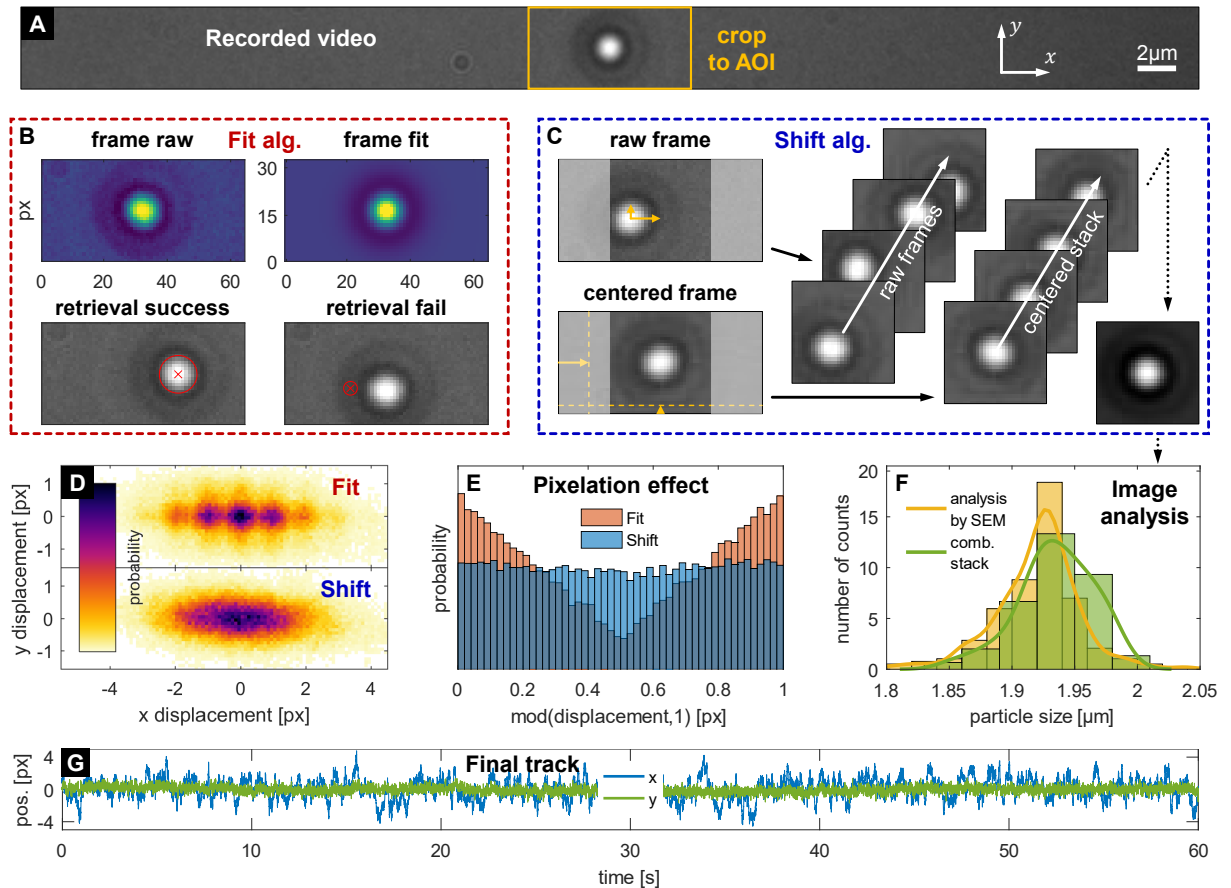 A
Recorded video
crop
to AOI
y
x
2µm
B
frame raw
Fit alg.
frame fit
px
30
15
0
0 20 40 60
0 20 40 60
retrieval success
retrieval fail
C
raw frame
Shift alg.
centered frame
raw frames
centered stack
D
Fit
Shift
probability
y displacement [px]
1
0
-1
1
0
-1
-4 -2 0 2 4
x displacement [px]
E
Pixelation effect
Fit
Shift
probability
0 0.2 0.4 0.6 0.8 1
mod(displacement,1) [px]
F
Image
analysis
analysis
by SEM
comb.
stack
number of counts
20
15
10
5
0
1.8 1.85 1.9 1.95 2 2.05
particle size [µm]
G
Final track
x
y
pos. [px]
4
0
-4
0 10 20 30 40 50 60
time [s]